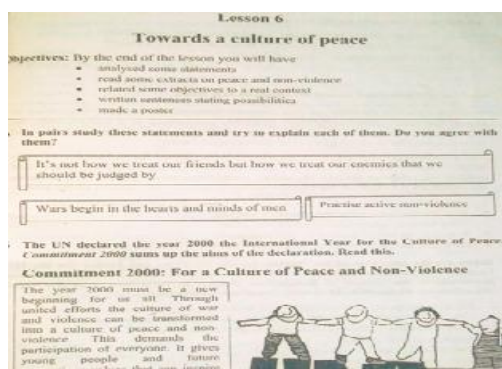 Lesson 6
Towards a culture of peace
Objectives: By the end of the lesson you will have
• analysed some statements
• read some extracts on peace and non-violence
• related some objectives to a real context
• written sentences stating possibilities
• made a poster
In pairs study these statements and try to explain each of them. Do you agree with
them?
It's not how we treat our friends but how we treat our enemies that we
should be judged by
Wars begin in the hearts and minds of men
Practise active non-violence
The UN declared the year 2000 the International Year for the Culture of Peace
Commitment 2000 sums up the aims of the declaration. Read this.
Commitment 2000: For a Culture of Peace and Non-Violence
The year 2000 must be a new
beginning for us all Through
united efforts the culture of war
and violence can be transformed
into a culture of peace and non-
violence This demands the
participation of everyone. It gives
young people and future
that can inspire